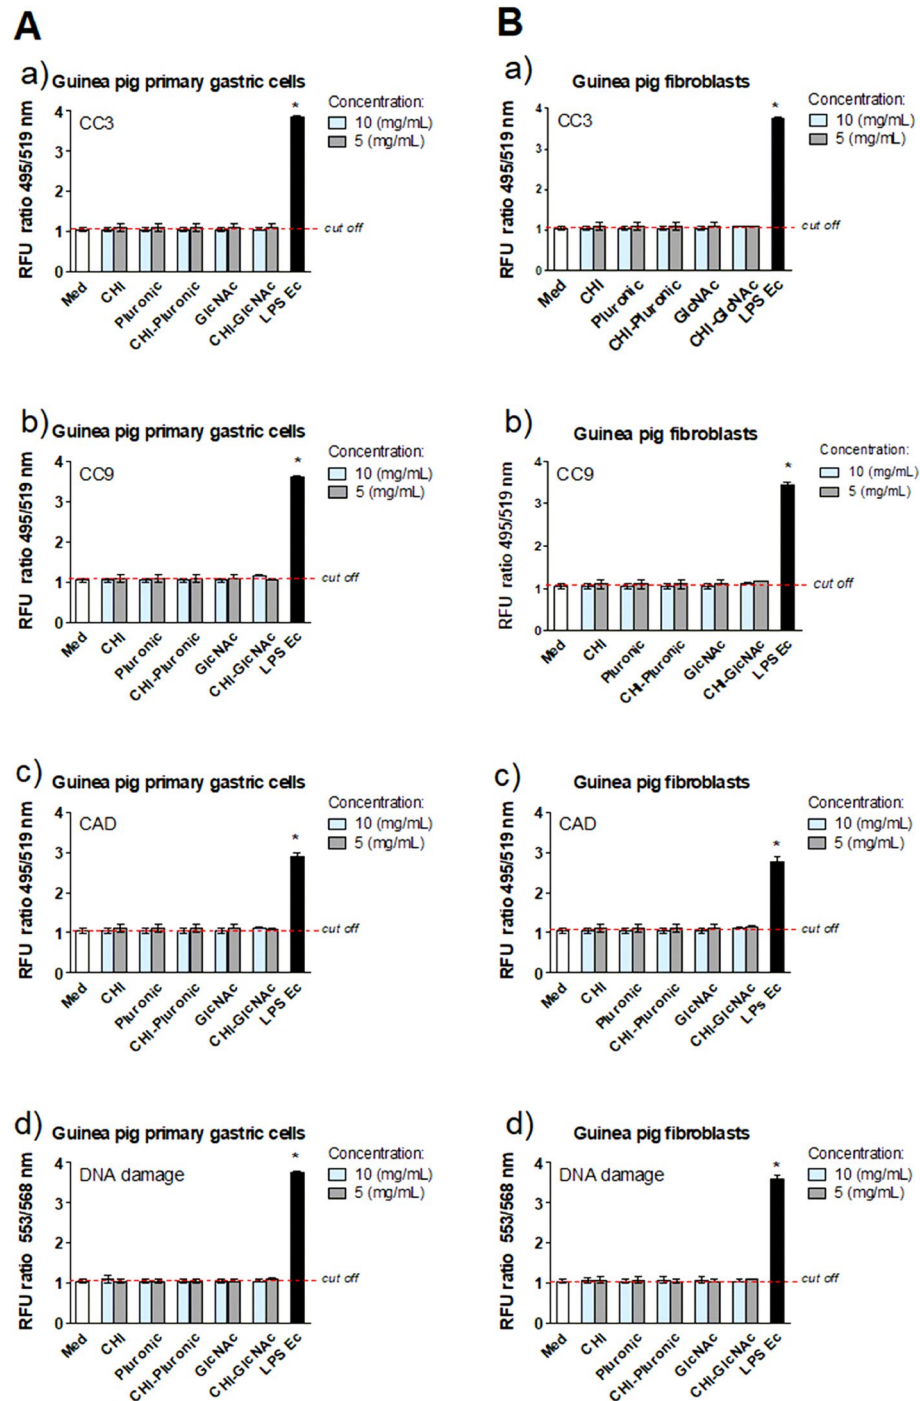 A
a) Guinea pig primary gastric cells
CC3
Concentration:
10 (mg/mL)
5 (mg/mL)
RFU ratio 495/519 nm
4
3
2
1
0
*
cut off
Med
CHI
Pluronic
CHI-Pluronic
GlcNAc
CHI-GlcNAc
LPS Ec
b) Guinea pig primary gastric cells
CC9
Concentration:
10 (mg/mL)
5 (mg/mL)
RFU ratio 495/519 nm
4
3
2
1
0
*
cut off
Med
CHI
Pluronic
CHI-Pluronic
GlcNAc
CHI-GlcNAc
LPS Ec
c) Guinea pig primary gastric cells
CAD
Concentration:
10 (mg/mL)
5 (mg/mL)
RFU ratio 495/519 nm
4
3
2
1
0
*
cut off
Med
CHI
Pluronic
CHI-Pluronic
GlcNAc
CHI-GlcNAc
LPS Ec
d) Guinea pig primary gastric cells
DNA damage
Concentration:
10 (mg/mL)
5 (mg/mL)
RFU ratio 553/568 nm
4
3
2
1
0
*
cut off
Med
CHI
Pluronic
CHI-Pluronic
GlcNAc
CHI-GlcNAc
LPS Ec
B
a) Guinea pig fibroblasts
CC3
Concentration:
10 (mg/mL)
5 (mg/mL)
RFU ratio 495/519 nm
4
3
2
1
0
*
cut off
Med
CHI
Pluronic
CHI-Pluronic
GlcNAc
CHI-GlcNAc
LPS Ec
b) Guinea pig fibroblasts
CC9
Concentration:
10 (mg/mL)
5 (mg/mL)
RFU ratio 495/519 nm
4
3
2
1
0
*
cut off
Med
CHI
Pluronic
CHI-Pluronic
GlcNAc
CHI-GlcNAc
LPS Ec
c) Guinea pig fibroblasts
CAD
Concentration:
10 (mg/mL)
5 (mg/mL)
RFU ratio 495/519 nm
4
3
2
1
0
*
cut off
Med
CHI
Pluronic
CHI-Pluronic
GlcNAc
CHI-GlcNAc
LPs Ec
d) Guinea pig fibroblasts
DNA damage
Concentration:
10 (mg/mL)
5 (mg/mL)
RFU ratio 553/568 nm
4
3
2
1
0
*
cut off
Med
CHI
Pluronic
CHI-Pluronic
GlcNAc
CHI-GlcNAc
LPS Ec